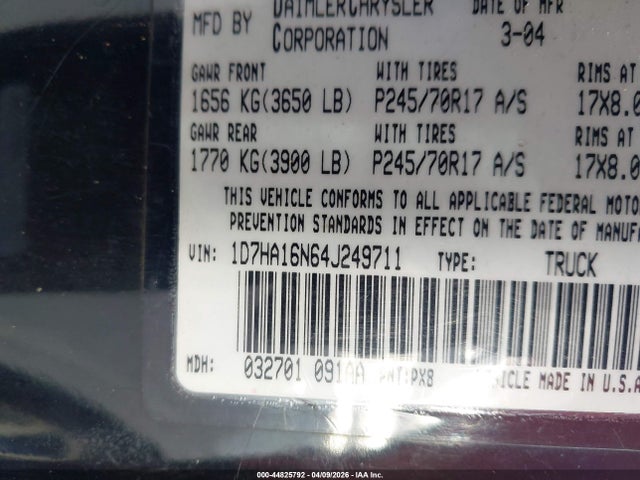 MFD BY DAIMLERCHRYSLER CORPORATION DATE OF MFR 3-04
GAWR FRONT WITH TIRES RIMS AT
1656 KG(3650 LB) P245/70R17 A/S 17X8.0
GAWR REAR WITH TIRES RIMS AT
1770 KG(3900 LB) P245/70R17 A/S 17X8.0
THIS VEHICLE CONFORMS TO ALL APPLICABLE FEDERAL MOTO
PREVENTION STANDARDS IN EFFECT ON THE DATE OF MANUFA
VIN: 1D7HA16N64J249711 TYPE: TRUCK
MDH: 032701 091AA PNT:PX8 VEHICLE MADE IN U.S.A
000-44825792 - 04/09/2026 - IAA Inc.